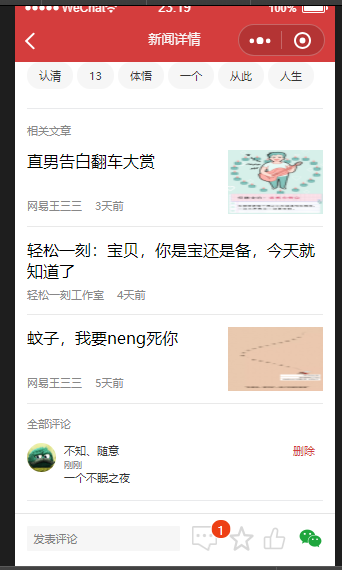 WeChat
23:19
100%
新闻详情
认清
13
体悟
一个
从此
人生
相关文章
直男告白翻车大赏
网易王三三 3天前
轻松一刻：宝贝，你是宝还是备，今天就
知道了
轻松一刻工作室 4天前
蚊子，我要neng死你
网易王三三 5天前
全部评论
不知、随意
删除
刚刚
一个不眠之夜
发表评论
1